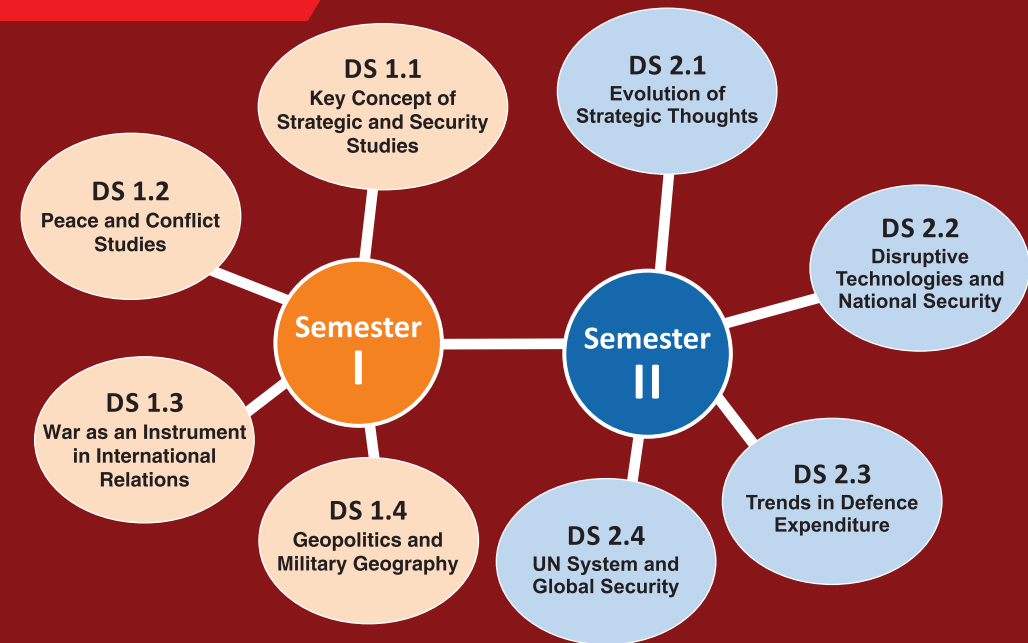 DS 1.1
Key Concept of
Strategic and Security
Studies
DS 1.2
Peace and Conflict
Studies
Semester
I
DS 1.3
War as an Instrument
in International
Relations
DS 1.4
Geopolitics and
Military Geography
DS 2.1
Evolution of
Strategic Thoughts
DS 2.2
Disruptive
Technologies and
National Security
Semester
II
DS 2.3
Trends in Defence
Expenditure
DS 2.4
UN System and
Global Security